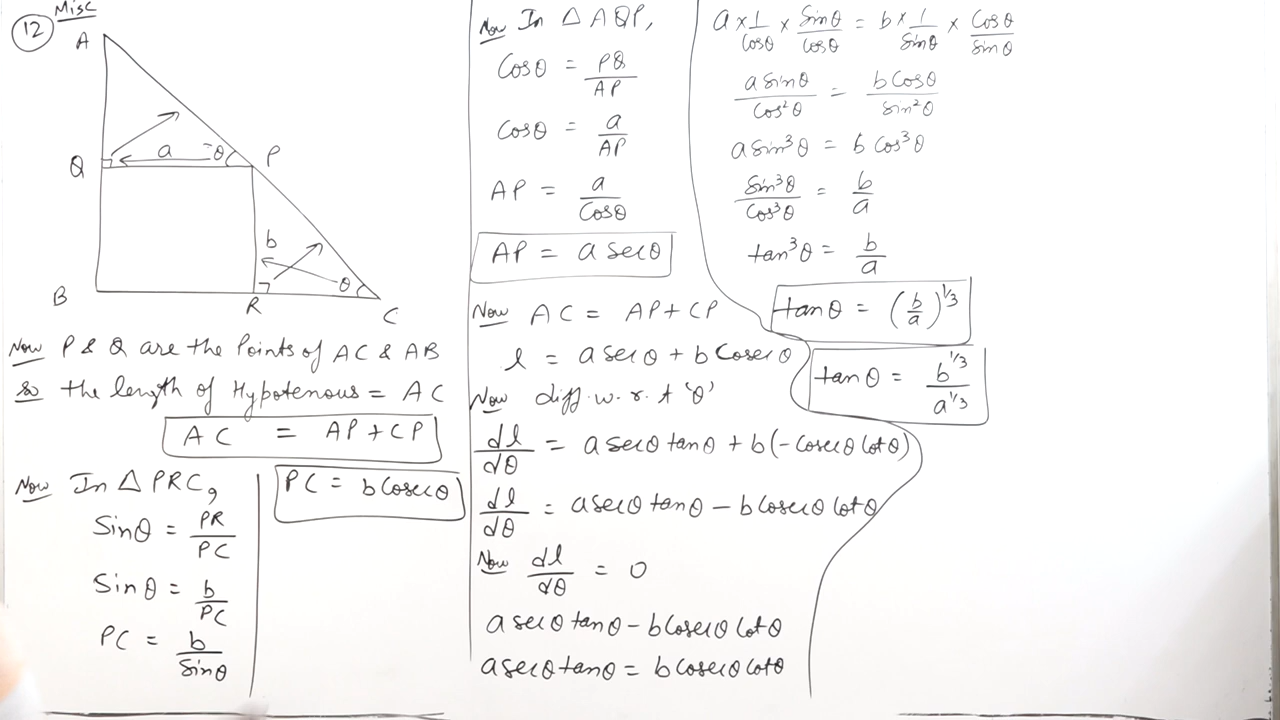 Misc
12
A
a
θ
P
Q
b
θ
B
R
C
Now P & Q are the Points of AC & AB
so the length of Hypotenous = AC
AC = AP + CP
Now In △ PRC,
Sinθ = PR/PC
Sinθ = b/PC
PC = b/Sinθ
PC = b Cosecθ
Now In △ AQP,
Cosθ = PQ/AP
Cosθ = a/AP
AP = a/Cosθ
AP = a secθ
Now AC = AP + CP
l = a secθ + b Cosecθ
Now diff. w. r. t 'θ'
dl/dθ = a secθ tanθ + b(-Cosecθ Cotθ)
dl/dθ = a secθ tanθ - b Cosecθ Cotθ
Now dl/dθ = 0
a secθ tanθ - b Cosecθ Cotθ
a secθ tanθ = b Cosecθ Cotθ
a × 1/Cosθ × Sinθ/Cosθ = b × 1/Sinθ × Cosθ/Sinθ
a Sinθ/Cos²θ = b Cosθ/Sin²θ
a Sin³θ = b Cos³θ
Sin³θ/Cos³θ = b/a
tan³θ = b/a
tanθ = (b/a)^1/3
tanθ = b^1/3/a^1/3